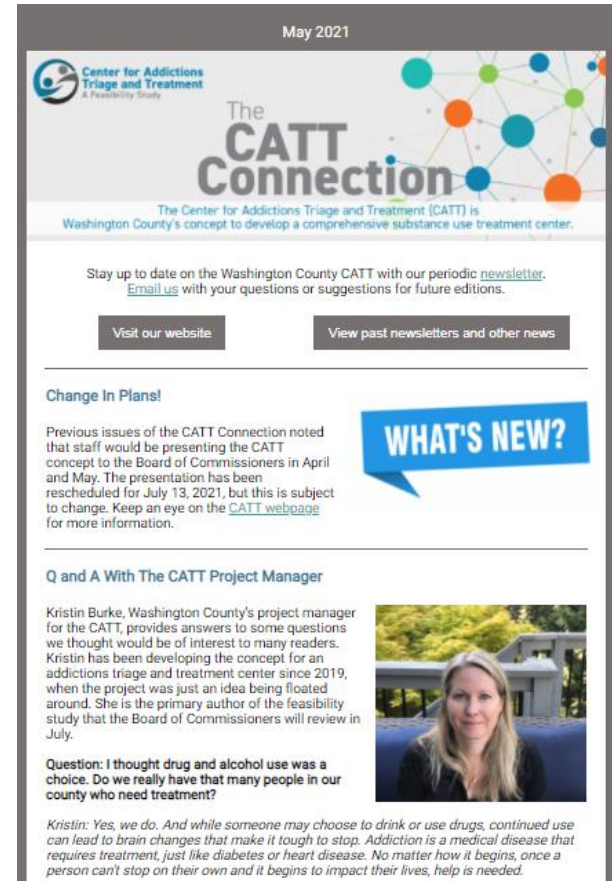 May 2021
Center for Addictions
Triage and Treatment
A Feasibility Study
The
CATT
Connection
The Center for Addictions Triage and Treatment (CATT) is
Washington County's concept to develop a comprehensive substance use treatment center.
Stay up to date on the Washington County CATT with our periodic newsletter.
Email us with your questions or suggestions for future editions.
Visit our website
View past newsletters and other news
Change In Plans!
Previous issues of the CATT Connection noted
that staff would be presenting the CATT
concept to the Board of Commissioners in April
and May. The presentation has been
rescheduled for July 13, 2021, but this is subject
to change. Keep an eye on the CATT webpage
for more information.
WHAT'S NEW?
Q and A With The CATT Project Manager
Kristin Burke, Washington County's project manager
for the CATT, provides answers to some questions
we thought would be of interest to many readers.
Kristin has been developing the concept for an
addictions triage and treatment center since 2019,
when the project was just an idea being floated
around. She is the primary author of the feasibility
study that the Board of Commissioners will review in
July.
Question: I thought drug and alcohol use was a
choice. Do we really have that many people in our
county who need treatment?
Kristin: Yes, we do. And while someone may choose to drink or use drugs, continued use
can lead to brain changes that make it tough to stop. Addiction is a medical disease that
requires treatment, just like diabetes or heart disease. No matter how it begins, once a
person can't stop on their own and it begins to impact their lives, help is needed.